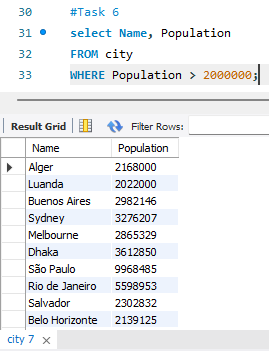 30 #Task 6
31 select Name, Population
32 FROM city
33 WHERE Population > 2000000;
Result Grid Filter Rows:
Name Population
Alger 2168000
Luanda 2022000
Buenos Aires 2982146
Sydney 3276207
Melbourne 2865329
Dhaka 3612850
São Paulo 9968485
Rio de Janeiro 5598953
Salvador 2302832
Belo Horizonte 2139125
city 7